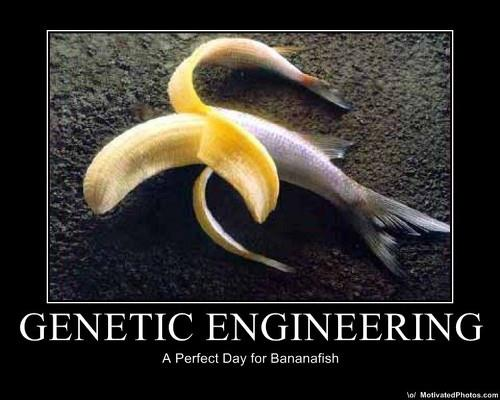 GENETIC ENGINEERING
A Perfect Day for Bananafish
\o/ MotivatedPhotos.com